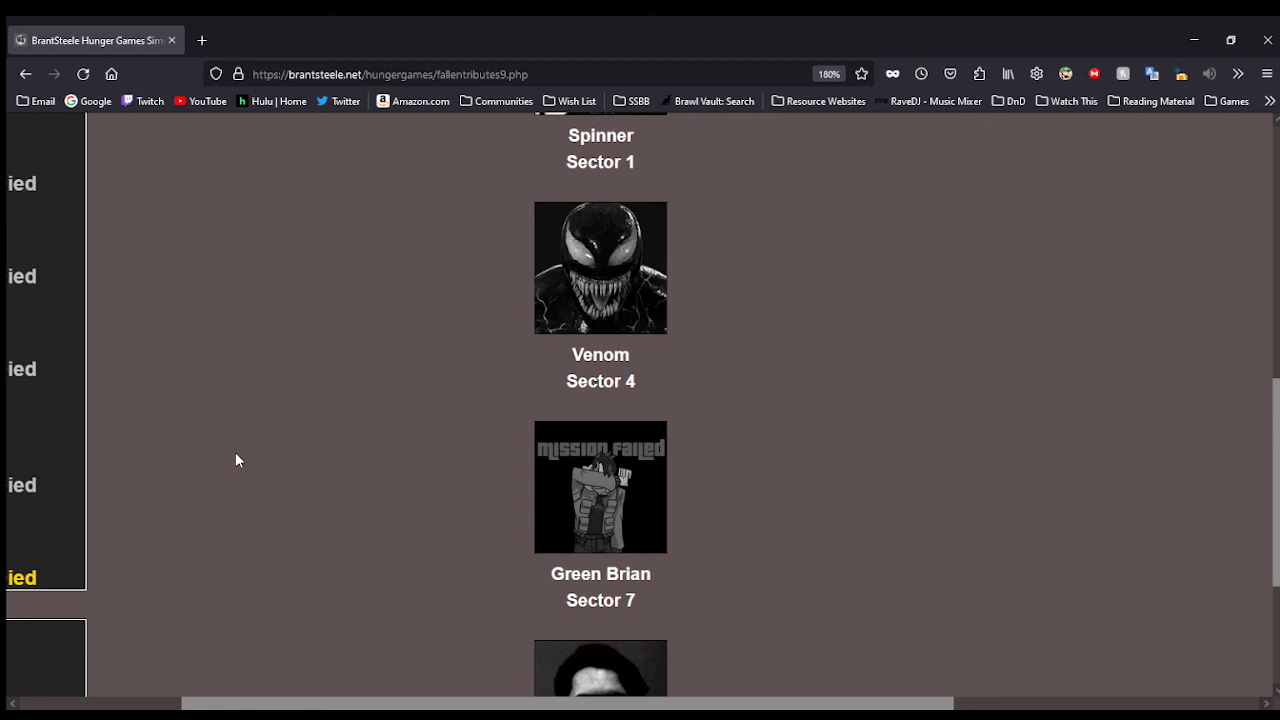 BrantSteele Hunger Games Sim
https://brantsteele.net/hungergames/fallentributes9.php
180%
Email Google Twitch YouTube Hulu | Home Twitter Amazon.com Communities Wish List SSBB Brawl Vault: Search Resource Websites RaveDJ - Music Mixer DnD Watch This Reading Material Games
Spinner
Sector 1
ied
Venom
Sector 4
ied
ied
mission failed
ied
Green Brian
Sector 7
ied